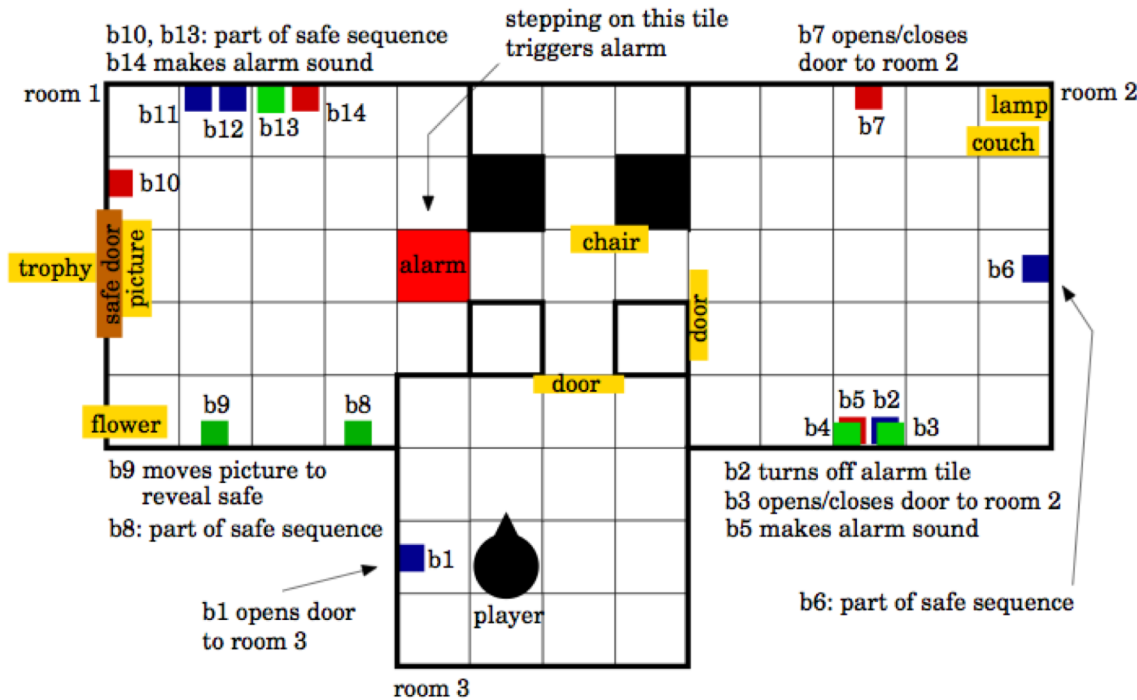 stepping on this tile
triggers alarm
b10, b13: part of safe sequence
b14 makes alarm sound
b7 opens/closes
door to room 2
room 1
room 2
b11
b12
b13
b14
b7
lamp
couch
b10
trophy
safe door
picture
alarm
chair
door
b6
door
flower
b9
b8
b5
b2
b4
b3
b9 moves picture to
reveal safe
b8: part of safe sequence
b2 turns off alarm tile
b3 opens/closes door to room 2
b5 makes alarm sound
b1
player
b1 opens door
to room 3
b6: part of safe sequence
room 3